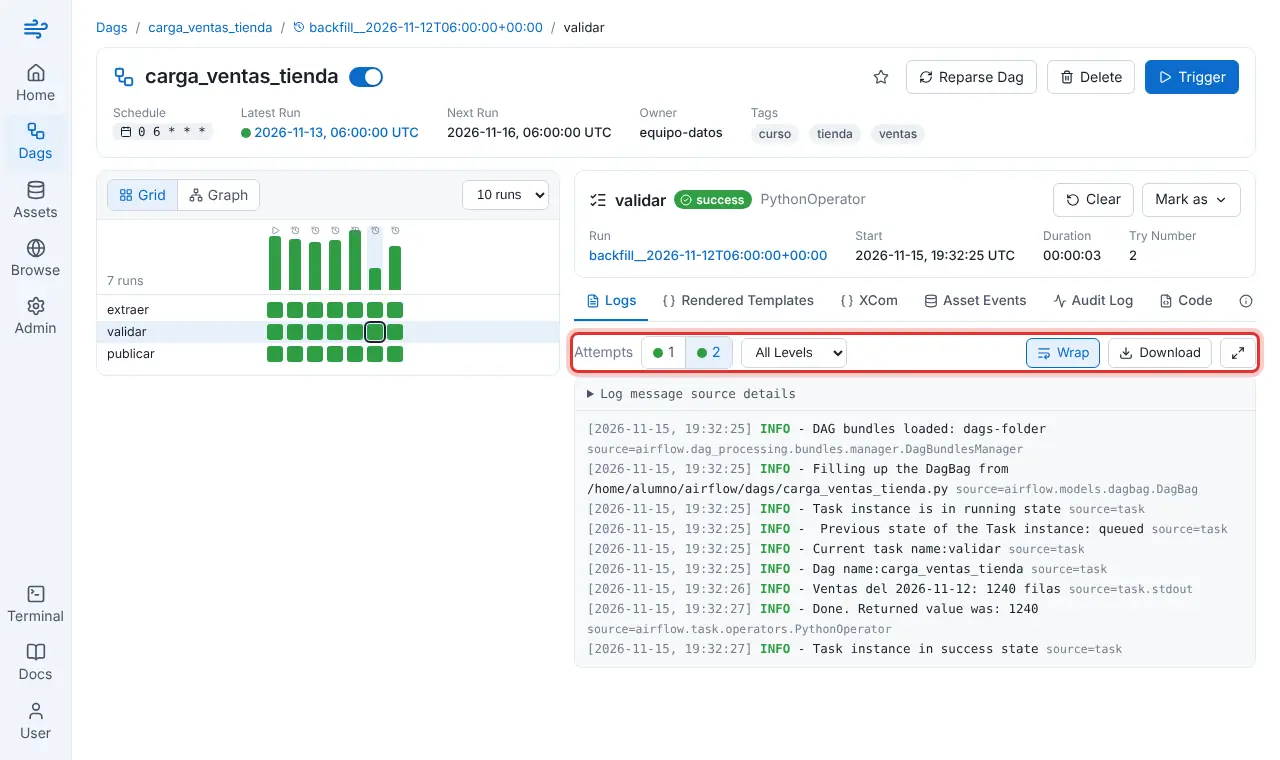 Dags / carga_ventas_tienda / backfill__2026-11-12T06:00:00+00:00 / validar
Home
Dags
Assets
Browse
Admin
Terminal
Docs
User
carga_ventas_tienda
Reparse Dag
Delete
Trigger
Schedule
0 6 * * *
Latest Run
2026-11-13, 06:00:00 UTC
Next Run
2026-11-16, 06:00:00 UTC
Owner
equipo-datos
Tags
curso tienda ventas
Grid Graph
10 runs
7 runs
extraer
validar
publicar
validar success PythonOperator
Clear
Mark as
Run
backfill__2026-11-12T06:00:00+00:00
Start
2026-11-15, 19:32:25 UTC
Duration
00:00:03
Try Number
2
Logs { } Rendered Templates { } XCom Asset Events Audit Log Code
Attempts 1 2 All Levels Wrap Download
Log message source details
[2026-11-15, 19:32:25] INFO - DAG bundles loaded: dags-folder
source=airflow.dag_processing.bundles.manager.DagBundlesManager
[2026-11-15, 19:32:25] INFO - Filling up the DagBag from
/home/alumno/airflow/dags/carga_ventas_tienda.py source=airflow.models.dagbag.DagBag
[2026-11-15, 19:32:25] INFO - Task instance is in running state source=task
[2026-11-15, 19:32:25] INFO -  Previous state of the Task instance: queued source=task
[2026-11-15, 19:32:25] INFO - Current task name:validar source=task
[2026-11-15, 19:32:25] INFO - Dag name:carga_ventas_tienda source=task
[2026-11-15, 19:32:26] INFO - Ventas del 2026-11-12: 1240 filas source=task.stdout
[2026-11-15, 19:32:27] INFO - Done. Returned value was: 1240
source=airflow.task.operators.PythonOperator
[2026-11-15, 19:32:27] INFO - Task instance in success state source=task